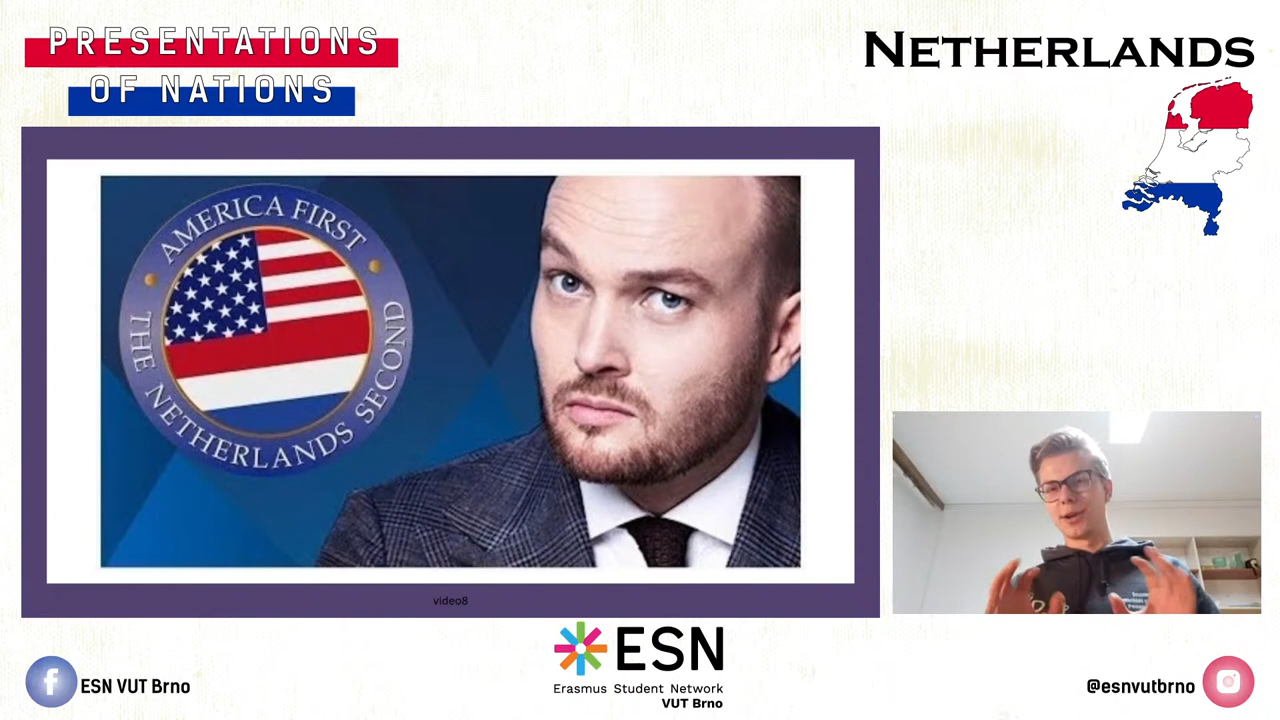 PRESENTATIONS
OF NATIONS
NETHERLANDS
AMERICA FIRST
THE NETHERLANDS SECOND
video8
ESN
Erasmus Student Network
VUT Brno
f
ESN VUT Brno
@esnvutbrno